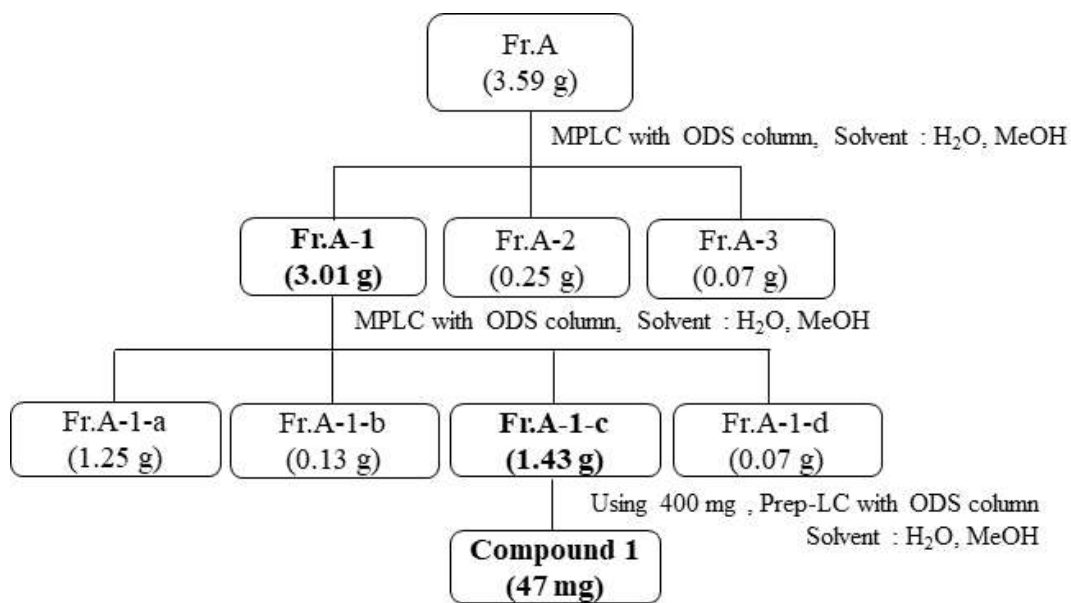 Fr.A
(3.59 g)
MPLC with ODS column, Solvent : H₂O, MeOH
Fr.A-1
(3.01 g)
Fr.A-2
(0.25 g)
Fr.A-3
(0.07 g)
MPLC with ODS column, Solvent : H₂O, MeOH
Fr.A-1-a
(1.25 g)
Fr.A-1-b
(0.13 g)
Fr.A-1-c
(1.43 g)
Fr.A-1-d
(0.07 g)
Using 400 mg , Prep-LC with ODS column
Solvent : H₂O, MeOH
Compound 1
(47 mg)